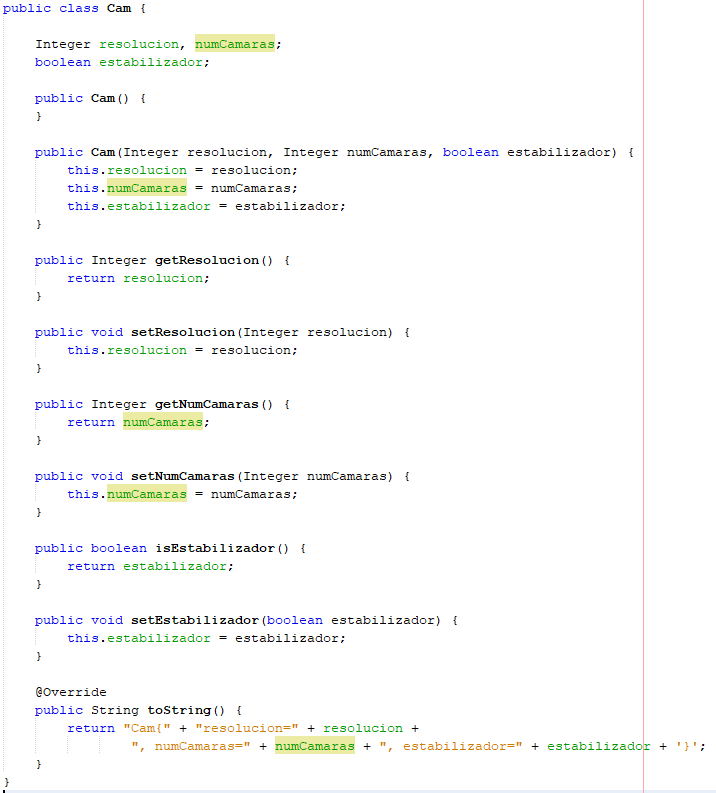 public class Cam {
    Integer resolucion, numCamaras;
    boolean estabilizador;
    public Cam() {
    }
    public Cam(Integer resolucion, Integer numCamaras, boolean estabilizador) {
        this.resolucion = resolucion;
        this.numCamaras = numCamaras;
        this.estabilizador = estabilizador;
    }
    public Integer getResolucion() {
        return resolucion;
    }
    public void setResolucion(Integer resolucion) {
        this.resolucion = resolucion;
    }
    public Integer getNumCamaras() {
        return numCamaras;
    }
    public void setNumCamaras(Integer numCamaras) {
        this.numCamaras = numCamaras;
    }
    public boolean isEstabilizador() {
        return estabilizador;
    }
    public void setEstabilizador(boolean estabilizador) {
        this.estabilizador = estabilizador;
    }
    @Override
    public String toString() {
        return "Cam{" + "resolucion=" + resolucion +
                ", numCamaras=" + numCamaras + ", estabilizador=" + estabilizador + '}';
    }
}